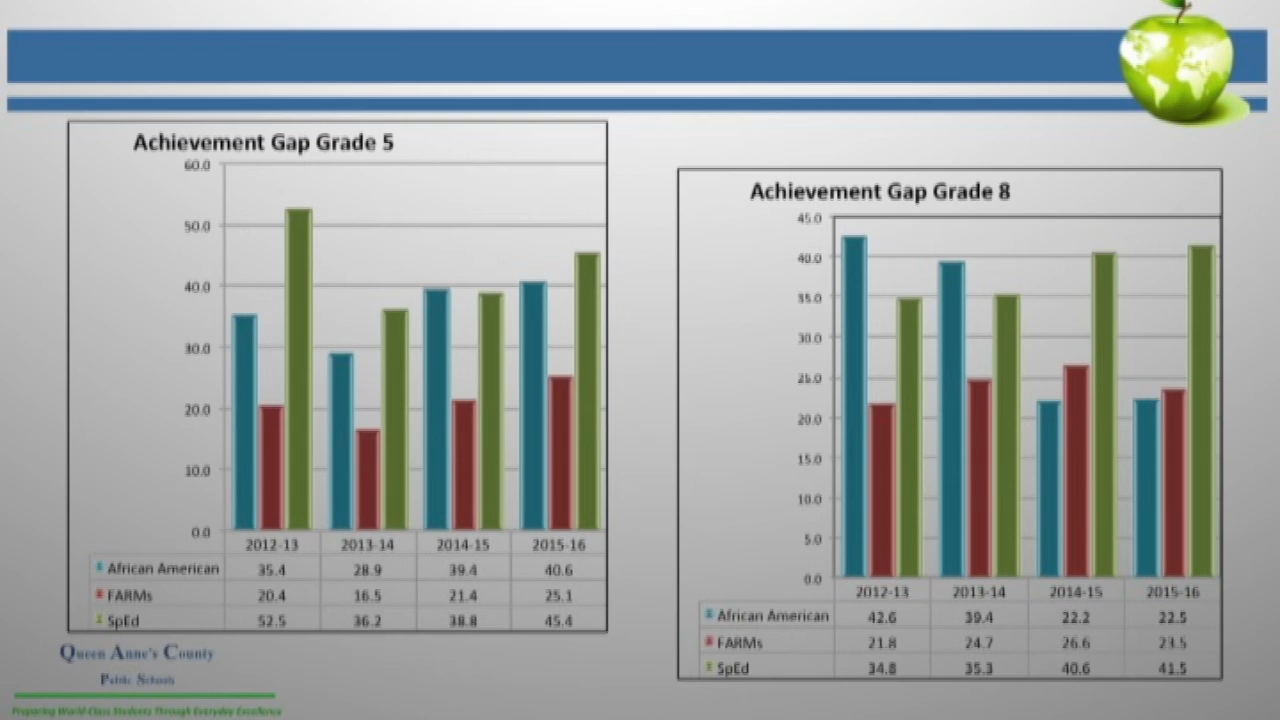 Achievement Gap Grade 5
60.0
50.0
40.0
30.0
20.0
10.0
0.0
2012-13 2013-14 2014-15 2015-16
African American 35.4 28.9 39.4 40.6
FARMs 20.4 16.5 21.4 25.1
SpEd 52.5 36.2 38.8 45.4
Achievement Gap Grade 8
45.0
40.0
35.0
30.0
25.0
20.0
15.0
10.0
5.0
0.0
2012-13 2013-14 2014-15 2015-16
African American 42.6 39.4 22.2 22.5
FARMs 21.8 24.7 26.6 23.5
SpEd 34.8 35.3 40.6 41.5
Queen Anne's County
Public Schools
Preparing World-Class Students Through Everyday Excellence